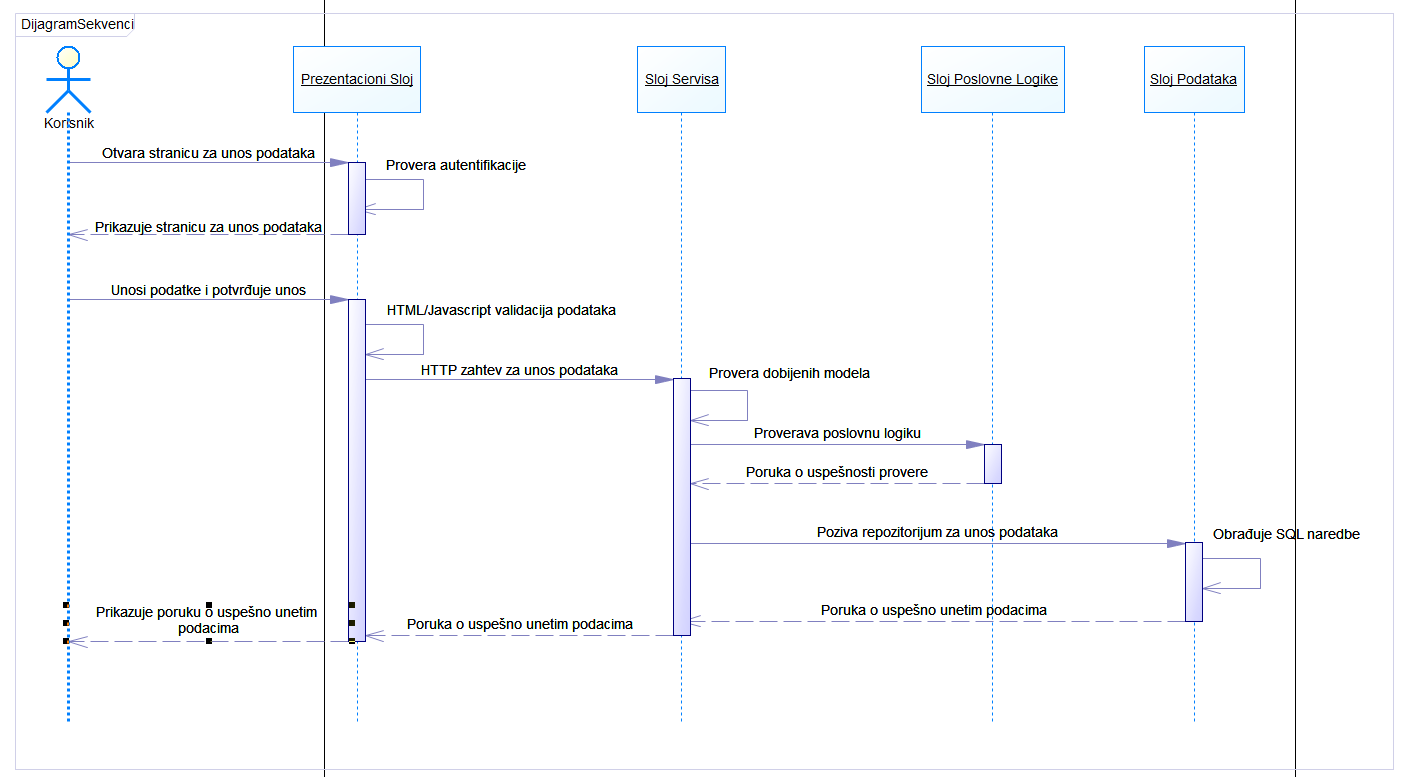 DijagramSekvenci
Korisnik
Prezentacioni Sloj
Sloj Servisa
Sloj Poslovne Logike
Sloj Podataka
Otvara stranicu za unos podataka
Provera autentifikacije
Prikazuje stranicu za unos podataka
Unosi podatke i potvrđuje unos
HTML/Javascript validacija podataka
HTTP zahtev za unos podataka
Provera dobijenih modela
Proverava poslovnu logiku
Poruka o uspešnosti provere
Poziva repozitorijum za unos podataka
Obrađuje SQL naredbe
Poruka o uspešno unetim podacima
Poruka o uspešno unetim podacima
Prikazuje poruku o uspešno unetim
podacima